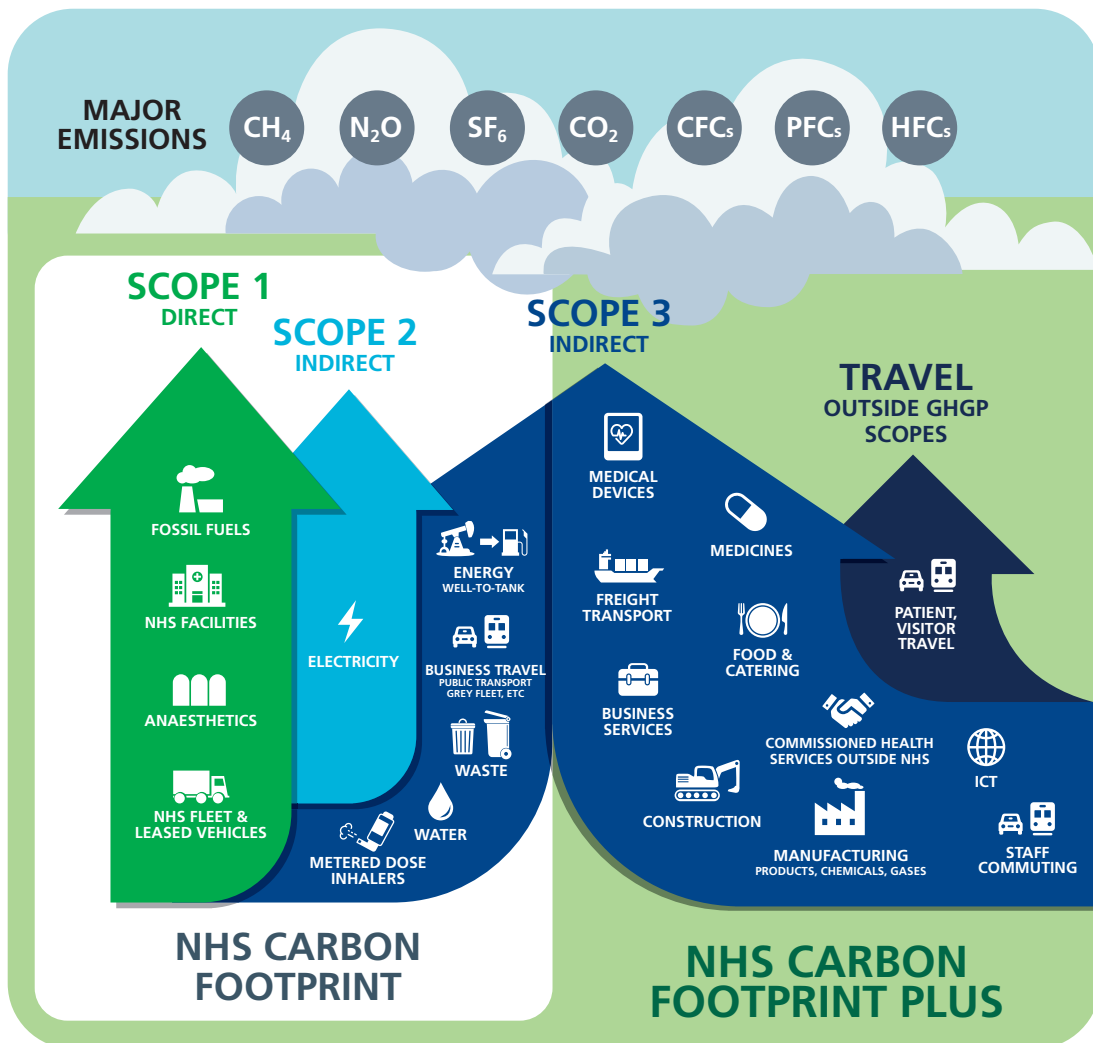 MAJOR
EMISSIONS
CH₄
N₂O
SF₆
CO₂
CFCs
PFCs
HFCs
SCOPE 1
DIRECT
SCOPE 2
INDIRECT
SCOPE 3
INDIRECT
TRAVEL
OUTSIDE GHGP
SCOPES
FOSSIL FUELS
NHS FACILITIES
ANAESTHETICS
NHS FLEET &
LEASED VEHICLES
ELECTRICITY
ENERGY
WELL-TO-TANK
BUSINESS TRAVEL
PUBLIC TRANSPORT
GREY FLEET, ETC
WASTE
WATER
METERED DOSE
INHALERS
MEDICAL
DEVICES
MEDICINES
FREIGHT
TRANSPORT
FOOD &
CATERING
BUSINESS
SERVICES
COMMISSIONED HEALTH
SERVICES OUTSIDE NHS
CONSTRUCTION
MANUFACTURING
PRODUCTS, CHEMICALS, GASES
ICT
STAFF
COMMUTING
PATIENT,
VISITOR
TRAVEL
NHS CARBON
FOOTPRINT
NHS CARBON
FOOTPRINT PLUS